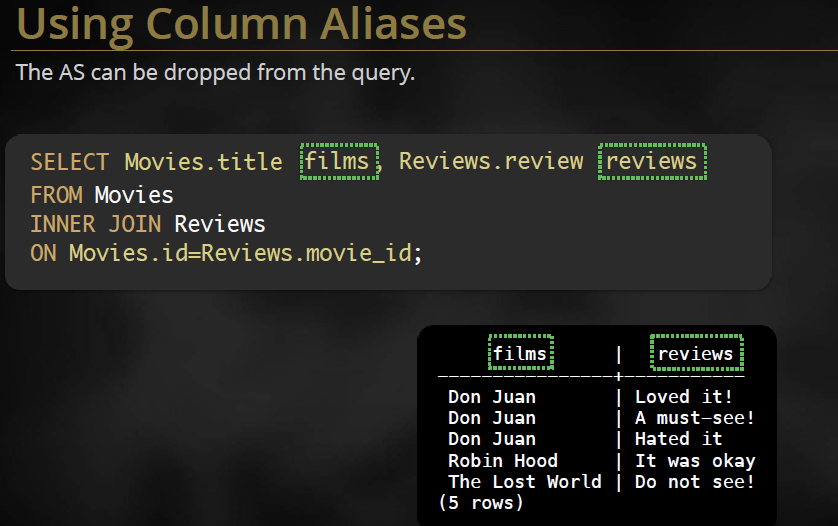 Using Column Aliases
The AS can be dropped from the query.
SELECT Movies.title films, Reviews.review reviews
FROM Movies
INNER JOIN Reviews
ON Movies.id=Reviews.movie_id;
films | reviews
----------------+-----------
Don Juan | Loved it!
Don Juan | A must-see!
Don Juan | Hated it
Robin Hood | It was okay
The Lost World | Do not see!
(5 rows)